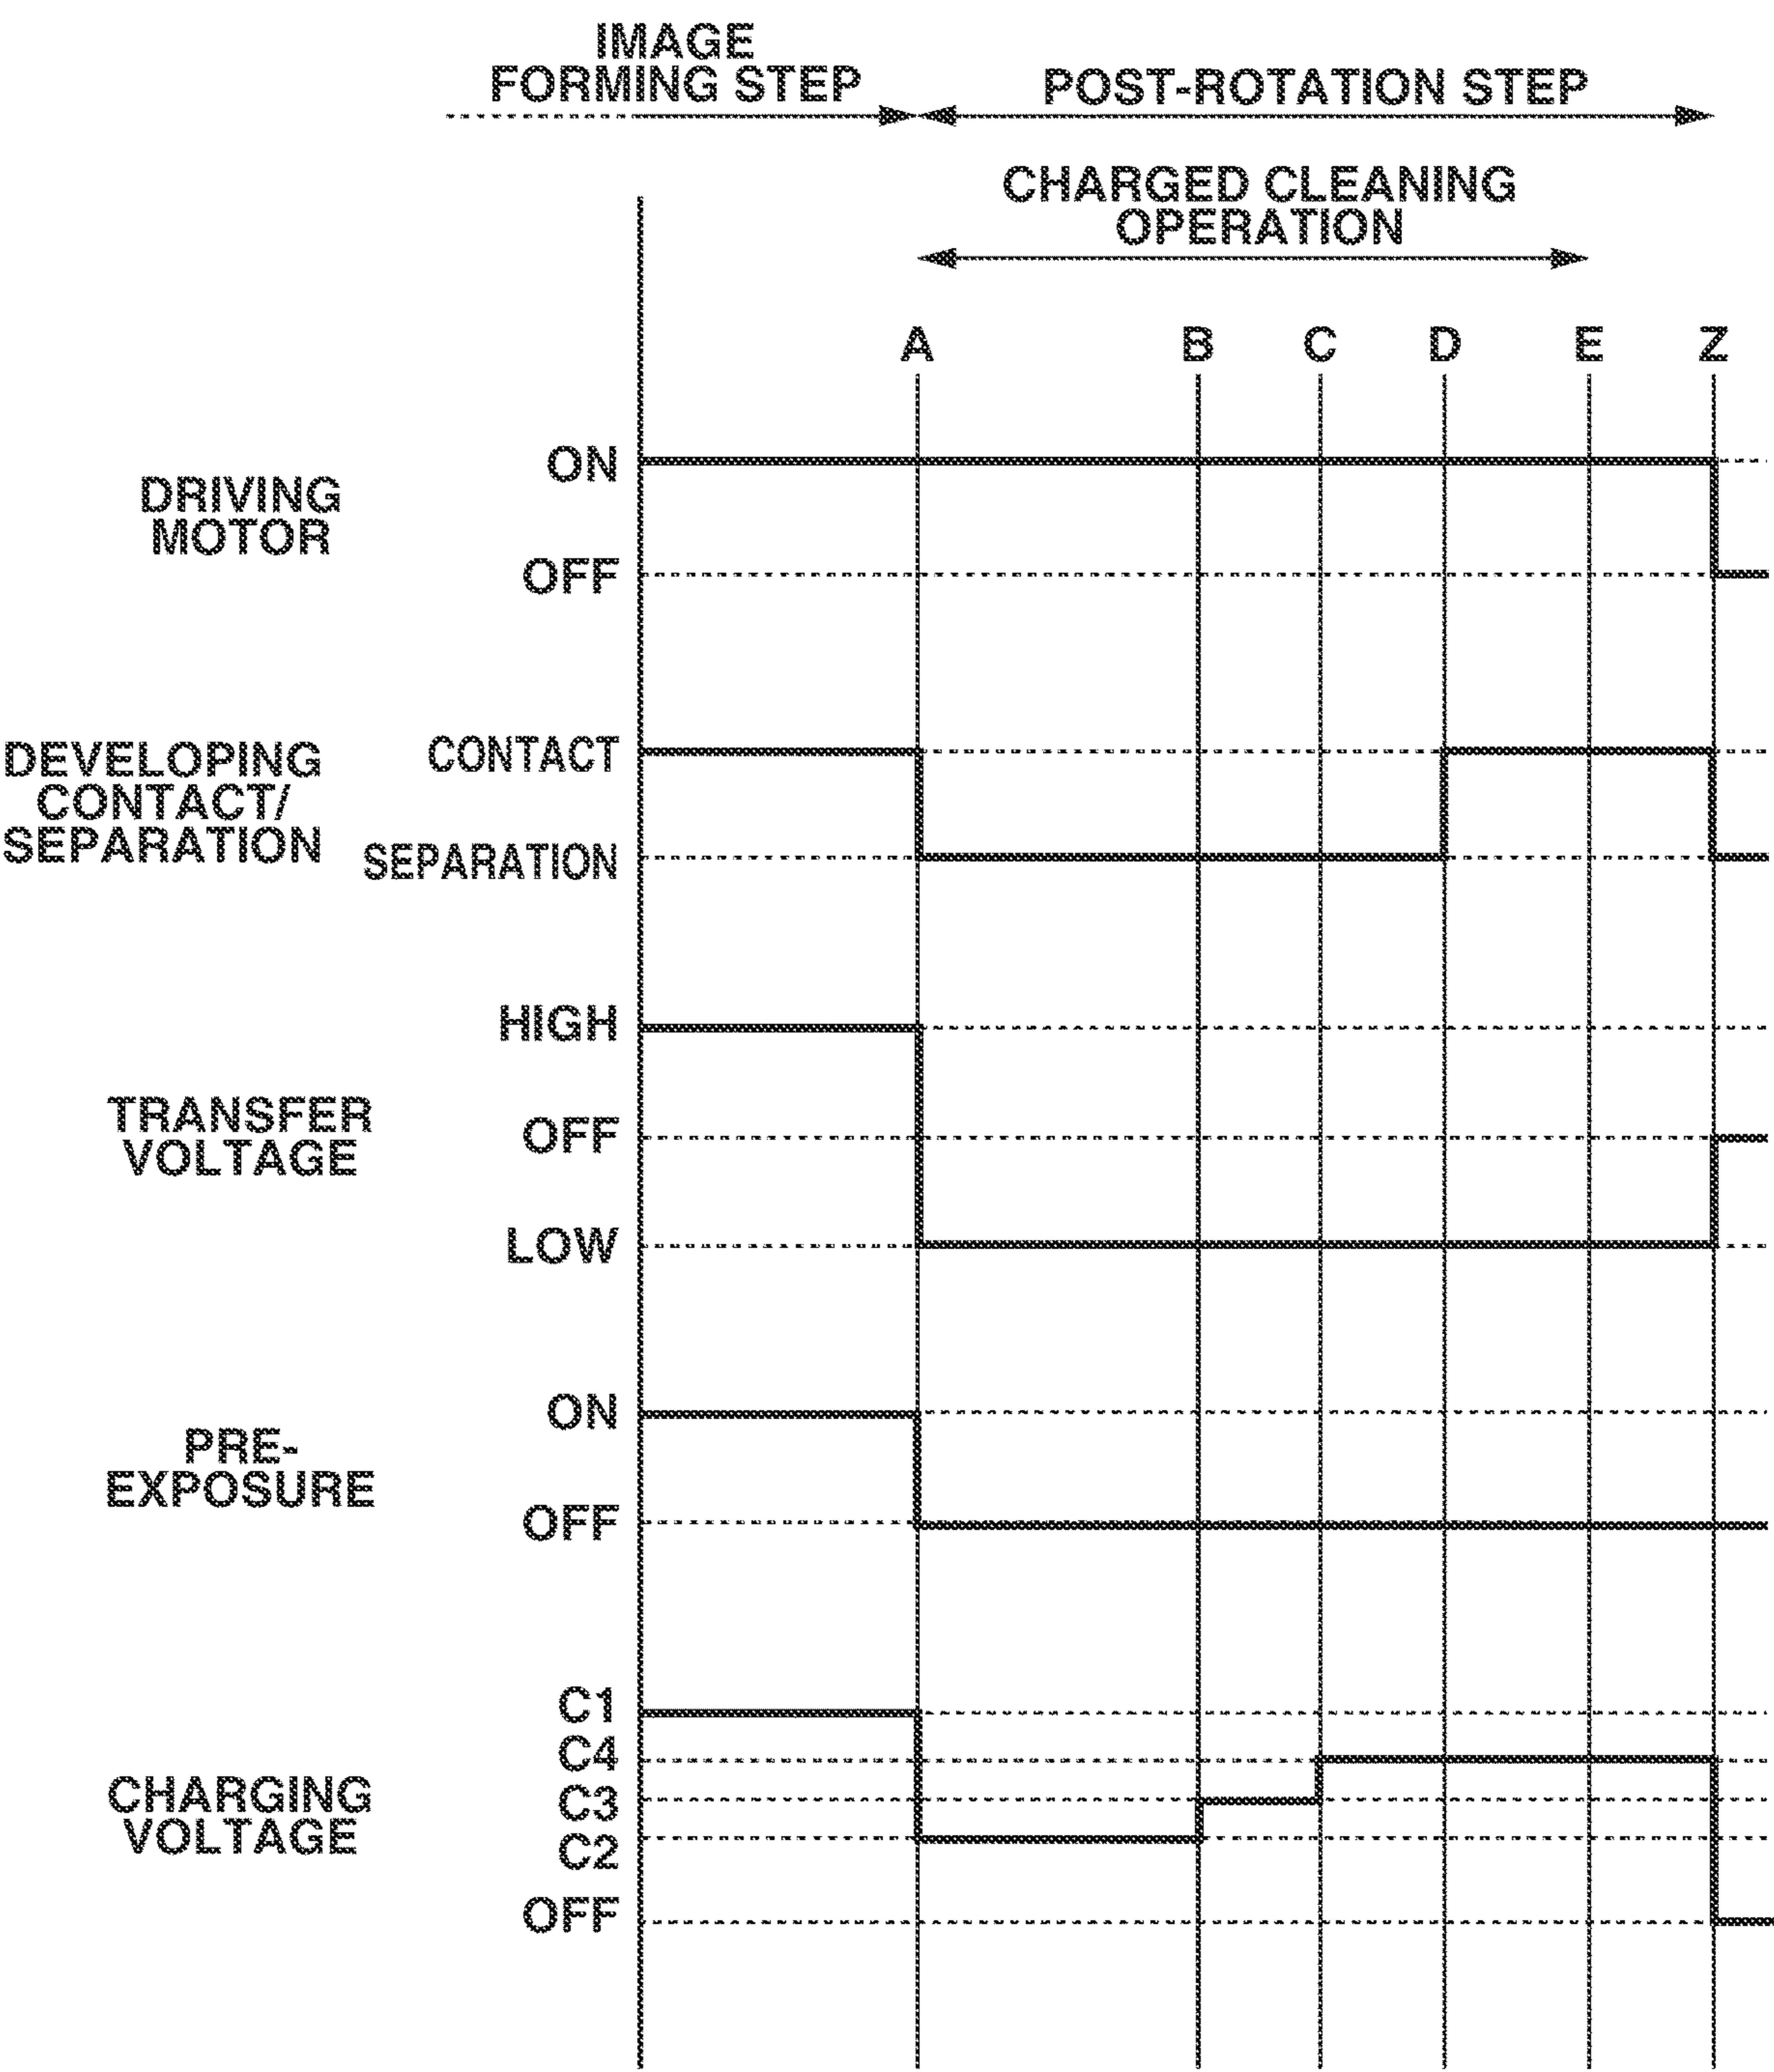 IMAGE
FORMING STEP
POST-ROTATION STEP
CHARGED CLEANING
OPERATION
A B C D E Z
DRIVING
MOTOR
ON
OFF
DEVELOPING
CONTACT/
SEPARATION
CONTACT
SEPARATION
TRANSFER
VOLTAGE
HIGH
OFF
LOW
PRE-
EXPOSURE
ON
OFF
CHARGING
VOLTAGE
C1
C4
C3
C2
OFF